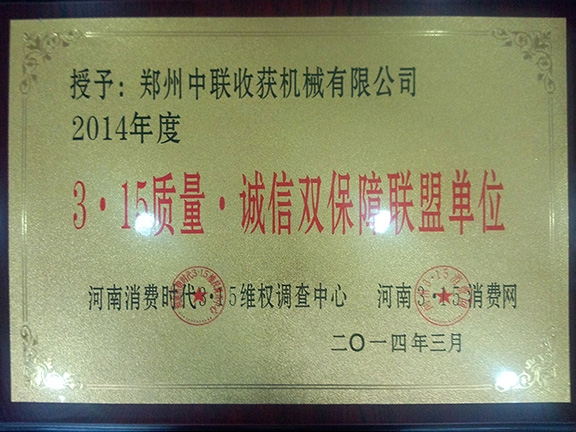 授予：郑州中联收获机械有限公司
2014年度
3·15质量·诚信双保障联盟单位
河南消费时代3·15维权调查中心 河南3·15消费网
二〇一四年三月